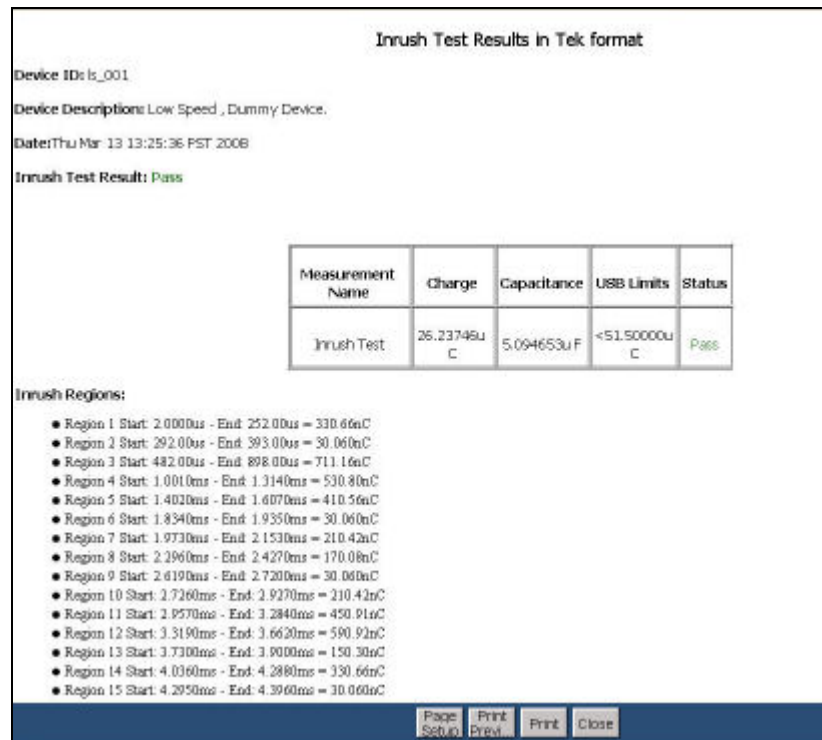 Inrush Test Results in Tek format
Device ID: ls_001
Device Description: Low Speed , Dummy Device.
Date:Thu Mar 13 13:25:36 PST 2008
Inrush Test Result: Pass
Measurement Name Charge Capacitance USB Limits Status
Inrush Test 26.23746u C 5.094653u F <51.50000u C Pass
Inrush Regions:
● Region 1 Start: 2.0000us - End: 252.00us = 330.66nC
● Region 2 Start: 292.00us - End: 393.00us = 30.060nC
● Region 3 Start: 482.00us - End: 898.00us = 711.16nC
● Region 4 Start: 1.0010ms - End: 1.3140ms = 530.80nC
● Region 5 Start: 1.4020ms - End: 1.6070ms = 410.56nC
● Region 6 Start: 1.8340ms - End: 1.9350ms = 30.060nC
● Region 7 Start: 1.9730ms - End: 2.1530ms = 210.42nC
● Region 8 Start: 2.2960ms - End: 2.4270ms = 170.08nC
● Region 9 Start: 2.6190ms - End: 2.7200ms = 30.060nC
● Region 10 Start: 2.7260ms - End: 2.9270ms = 210.42nC
● Region 11 Start: 2.9570ms - End: 3.2840ms = 450.91nC
● Region 12 Start: 3.3190ms - End: 3.6620ms = 590.92nC
● Region 13 Start: 3.7300ms - End: 3.9000ms = 150.30nC
● Region 14 Start: 4.0360ms - End: 4.2880ms = 330.66nC
● Region 15 Start: 4.2950ms - End: 4.3960ms = 30.060nC
Page Setup Print Previ... Print Close